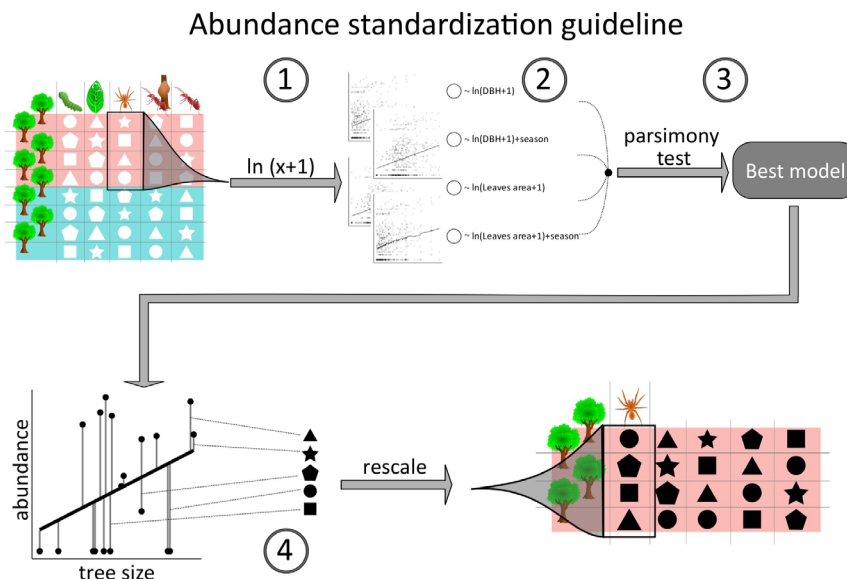 Abundance standardization guideline
1
2
3
ln (x+1)
~ ln(DBH+1)
~ ln(DBH+1)+season
~ ln(Leaves area+1)
~ ln(Leaves area+1)+season
parsimony
test
Best model
abundance
tree size
4
rescale